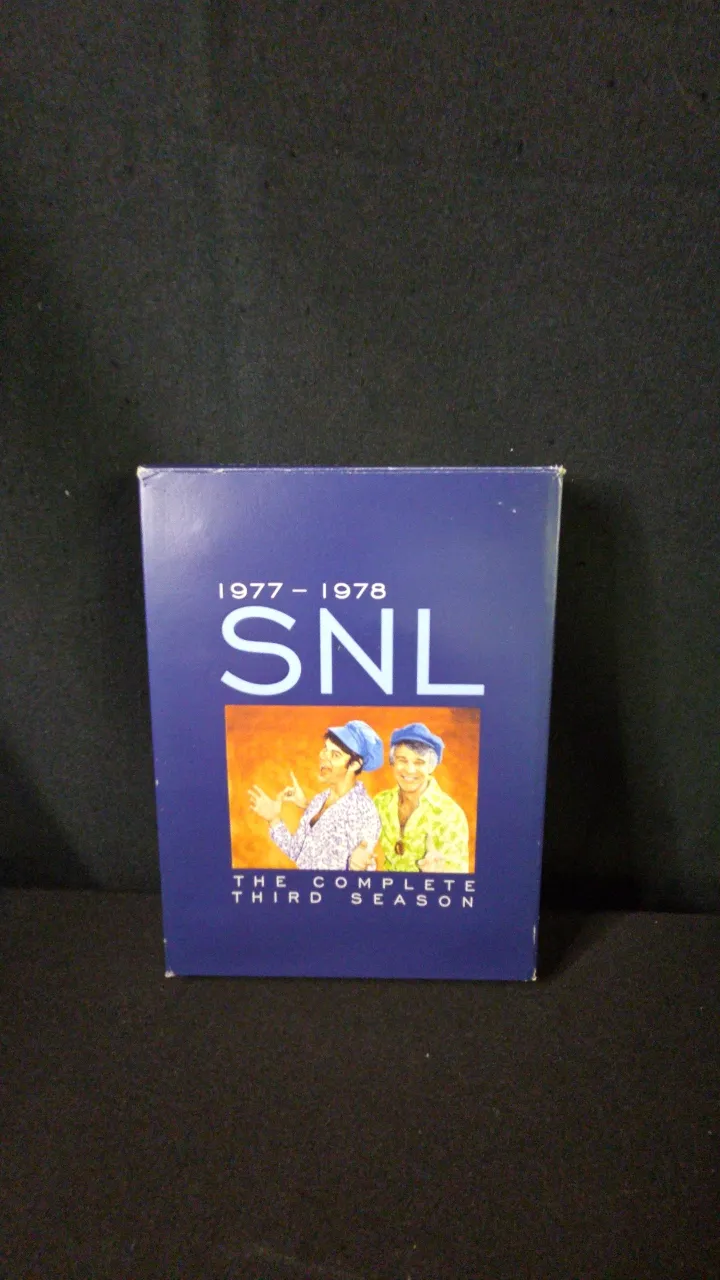 1977 – 1978
SNL
THE COMPLETE
THIRD SEASON